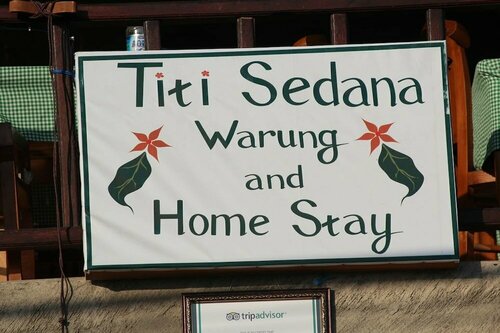 Titi Sedana
Warung
and
Home Stay
tripadvisor